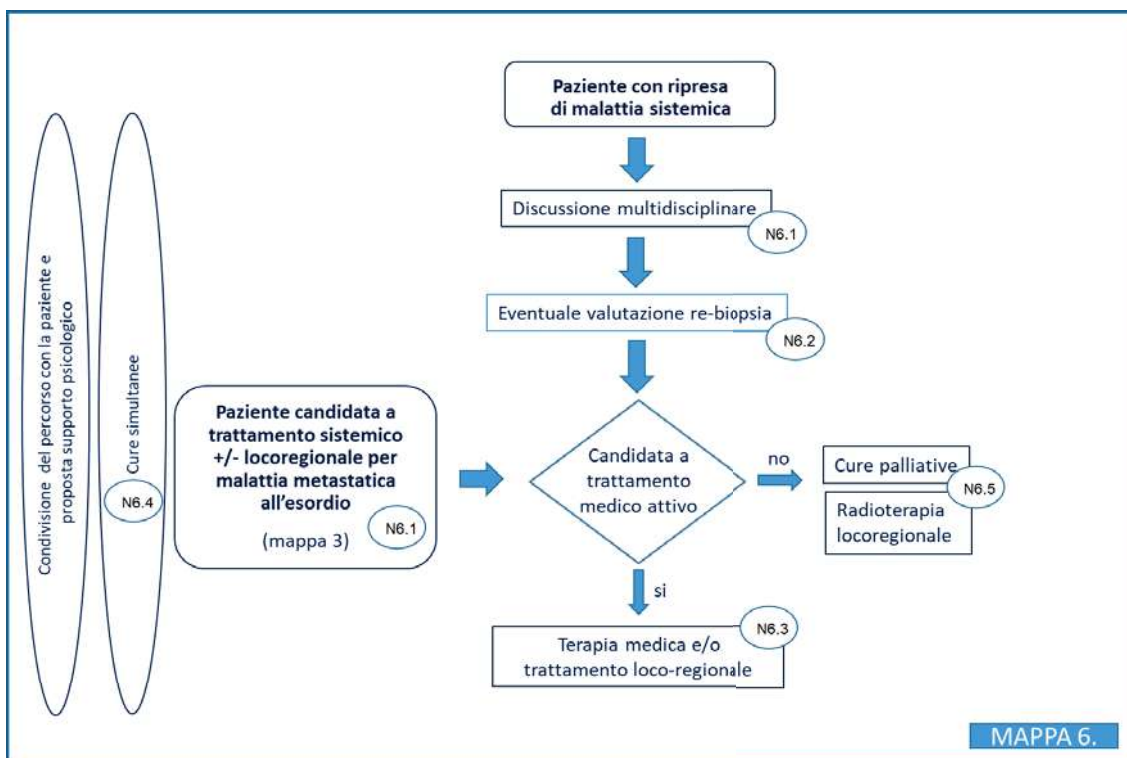 Paziente con ripresa
di malattia sistemica
Discussione multidisciplinare
N6.1
Eventuale valutazione re-biopsia
N6.2
Condivisione del percorso con la paziente e
proposta supporto psicologico
Cure simultanee
N6.4
Paziente candidata a
trattamento sistemico
+/- locoregionale per
malattia metastatica
all'esordio
(mappa 3)
N6.1
Candidata a
trattamento
medico attivo
no
Cure palliative
N6.5
Radioterapia
locoregionale
si
N6.3
Terapia medica e/o
trattamento loco-regionale
MAPPA 6.